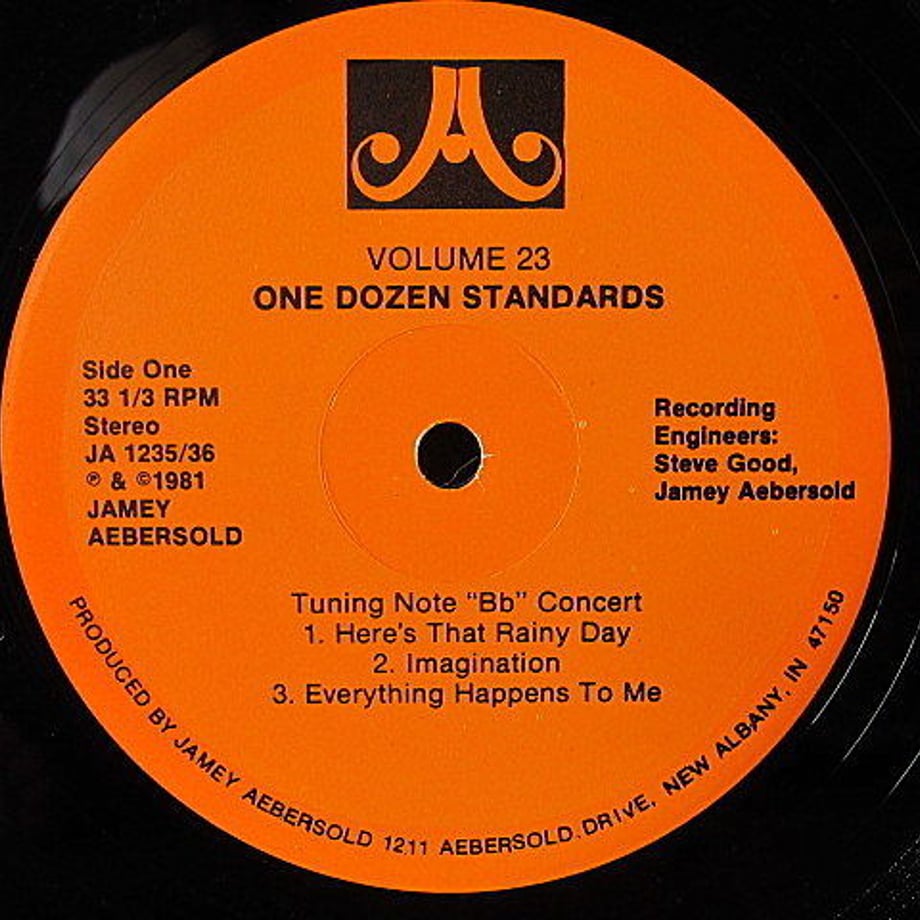 JA
VOLUME 23
ONE DOZEN STANDARDS
Side One
33 1/3 RPM
Stereo
JA 1235/36
℗ & ©1981
JAMEY
AEBERSOLD
Recording
Engineers:
Steve Good,
Jamey Aebersold
Tuning Note “Bb” Concert
1. Here's That Rainy Day
2. Imagination
3. Everything Happens To Me
PRODUCED BY JAMEY AEBERSOLD 1211 AEBERSOLD DRIVE, NEW ALBANY, IN 47150